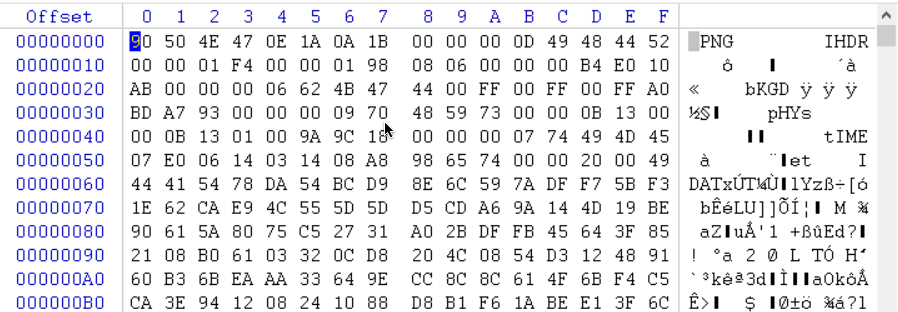 Offset 0 1 2 3 4 5 6 7 8 9 A B C D E F
00000000 90 50 4E 47 0E 1A 0A 1B 00 00 00 0D 49 48 44 52 PNG IHDR
00000010 00 00 01 F4 00 00 01 98 08 06 00 00 00 B4 E0 10 ô ´à
00000020 AB 00 00 00 06 62 4B 47 44 00 FF 00 FF 00 FF A0 « bKGD ÿ ÿ ÿ
00000030 BD A7 93 00 00 00 09 70 48 59 73 00 00 0B 13 00 ½§ pHYs
00000040 00 0B 13 01 00 9A 9C 18 00 00 00 07 74 49 4D 45 tIME
00000050 07 E0 06 14 03 14 08 A8 98 65 74 00 00 20 00 49 à ¨ et I
00000060 44 41 54 78 DA 54 BC D9 8E 6C 59 7A DF F7 5B F3 DATxÚT¼Ù lYzß÷[ó
00000070 1E 62 CA E9 4C 55 5D 5D D5 CD A6 9A 14 4D 19 BE bÊéLU]]ÕÍ¦ M ¾
00000080 90 61 5A 80 75 C5 27 31 A0 2B DF FB 45 64 3F 85 aZ uÅ'1 +ßûEd?
00000090 21 08 B0 61 03 32 0C D8 20 4C 08 54 D3 12 48 91 ! °a 2 Ø L TÓ H‘
000000A0 60 B3 6B EA AA 33 64 9E CC 8C 8C 61 4F 6B F4 C5 `³kêª3d Ì aOkôÅ
000000B0 CA 3E 94 12 08 24 10 88 D8 B1 F6 1A BE E1 3F 6C Ê> $ Ø±ö ¾á?l